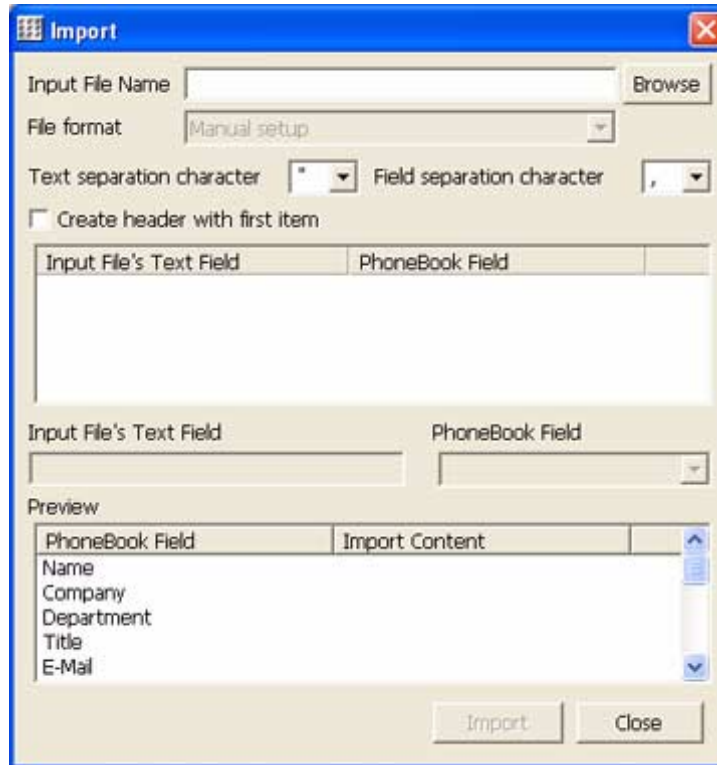 Import
Input File Name Browse
File format Manual setup
Text separation character " Field separation character ,
Create header with first item
Input File's Text Field PhoneBook Field
Input File's Text Field PhoneBook Field
Preview
PhoneBook Field Import Content
Name
Company
Department
Title
E-Mail
Import Close